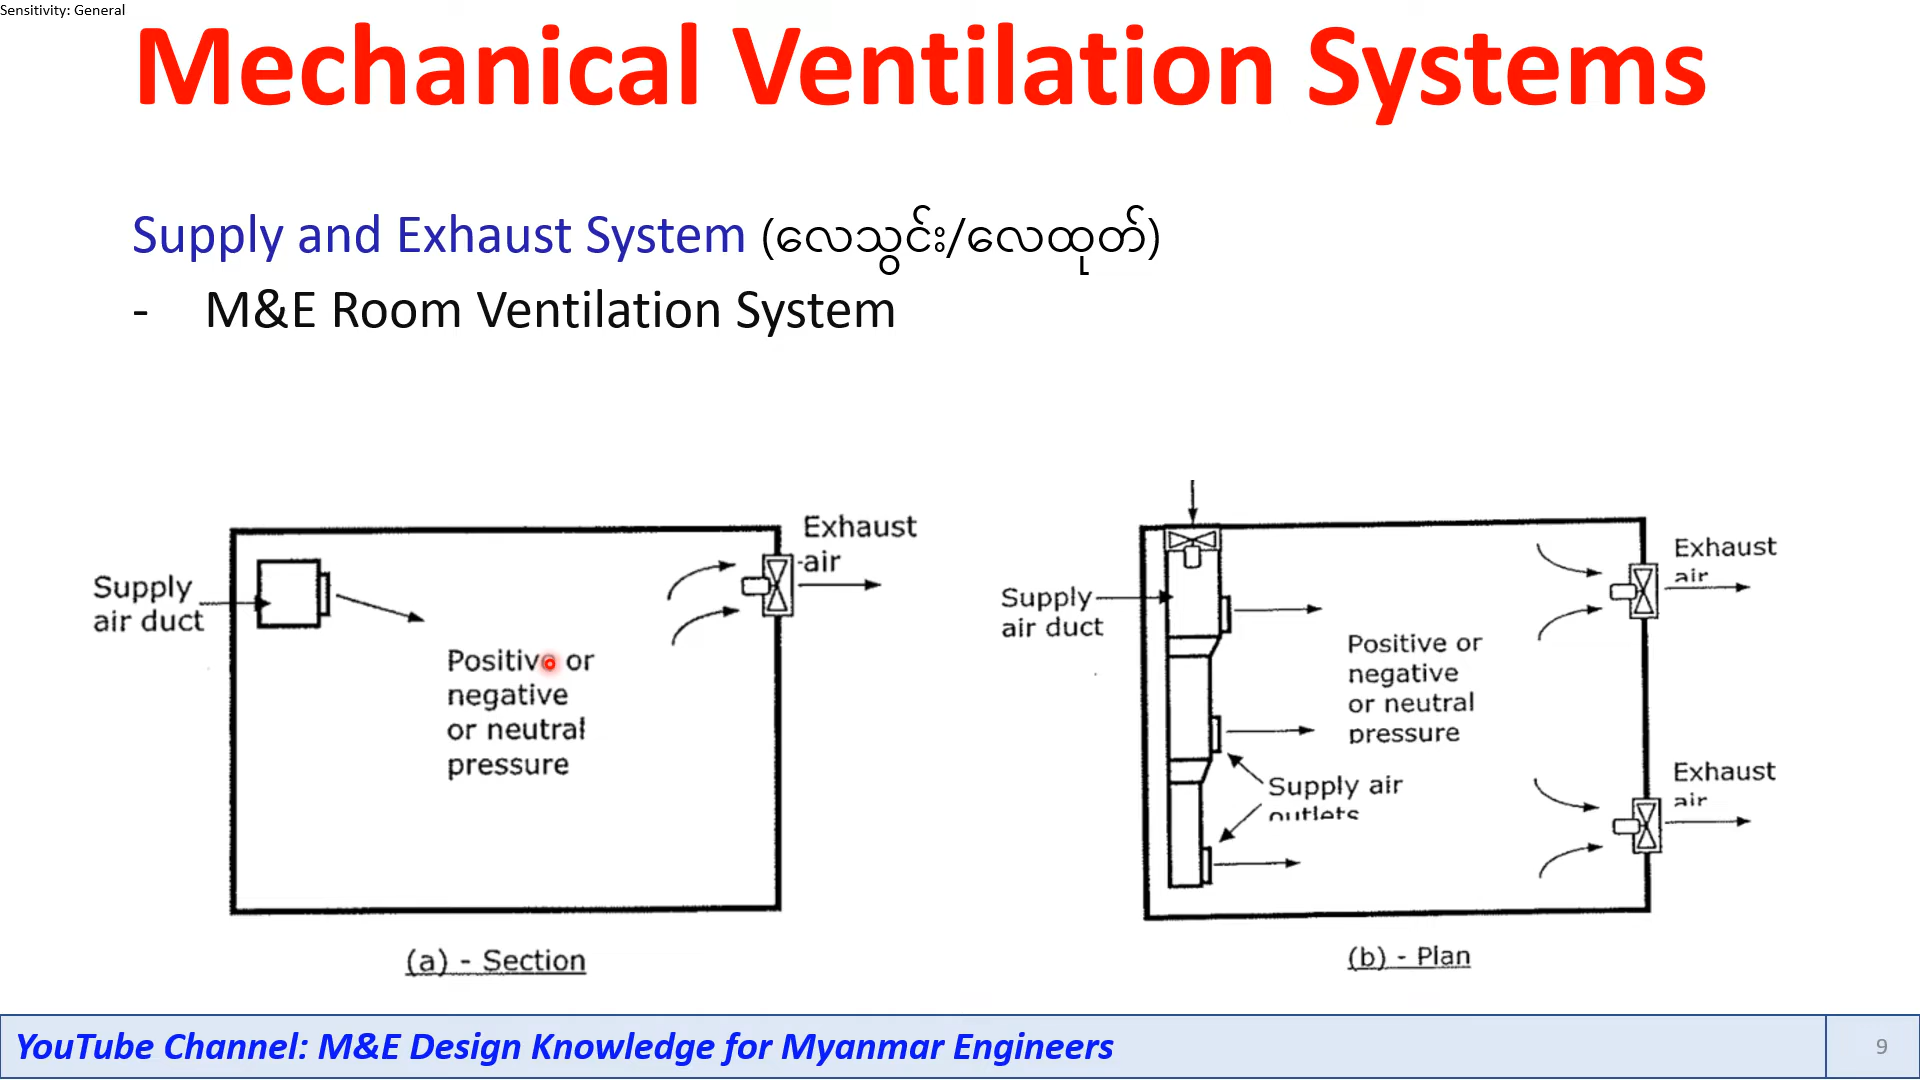 Sensitivity: General
Mechanical Ventilation Systems
Supply and Exhaust System (လေသွင်း/လေထုတ်)
- M&E Room Ventilation System
Supply
air duct
Exhaust
air
Positive or
negative
or neutral
pressure
(a) - Section
Supply
air duct
Exhaust
air
Positive or
negative
or neutral
pressure
Supply air
outlets
Exhaust
air
(b) - Plan
YouTube Channel: M&E Design Knowledge for Myanmar Engineers
9